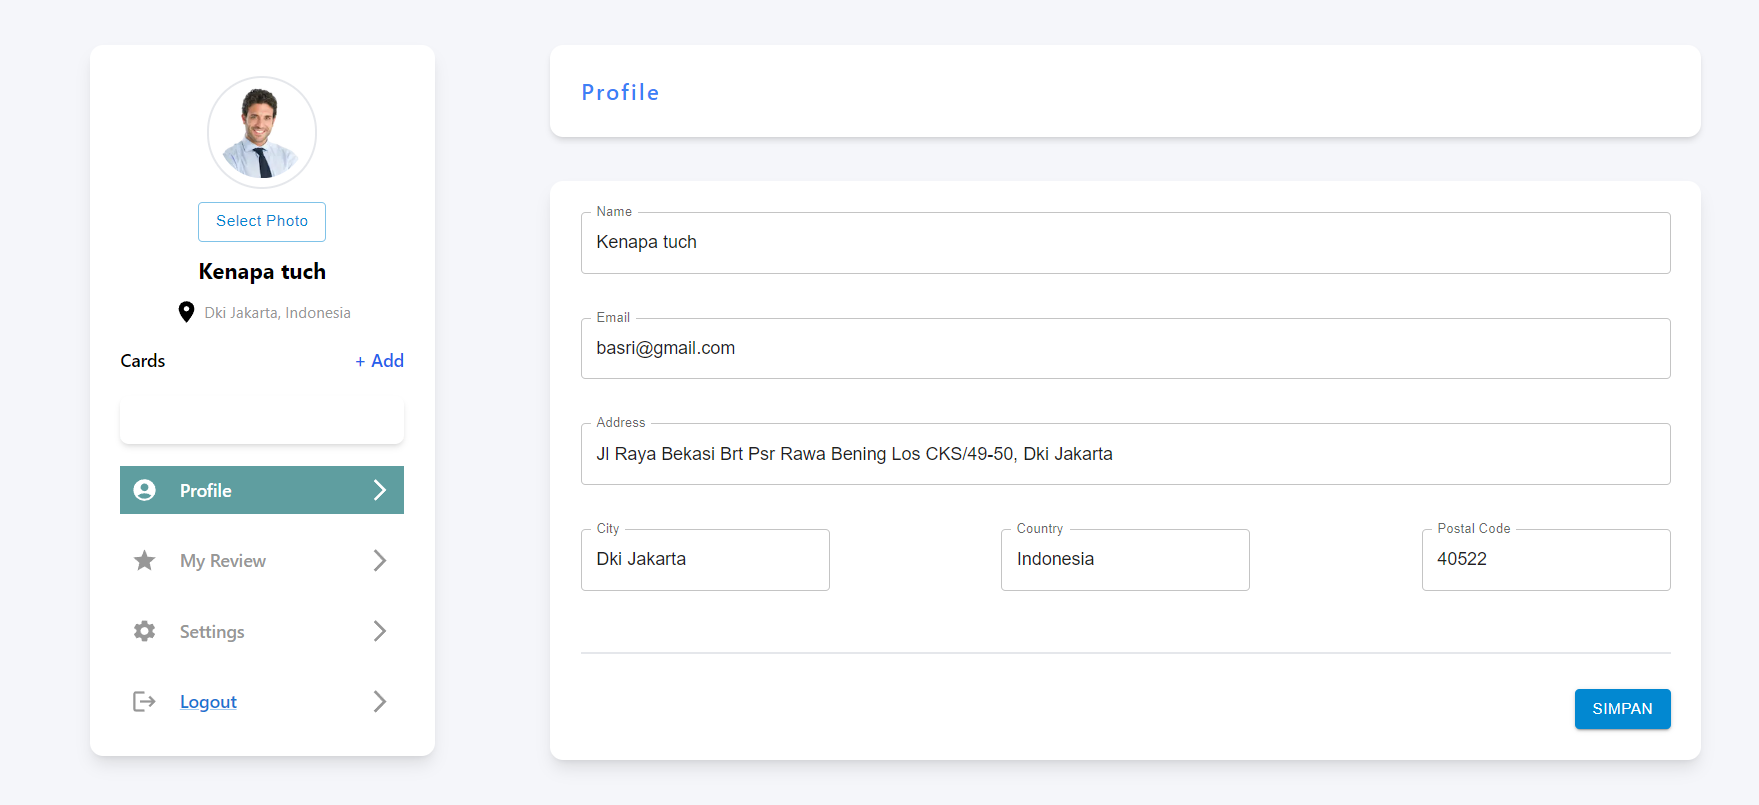 Select Photo
Kenapa tuch
Dki Jakarta, Indonesia
Cards
+ Add
Profile
My Review
Settings
Logout
Profile
Name
Kenapa tuch
Email
basri@gmail.com
Address
Jl Raya Bekasi Brt Psr Rawa Bening Los CKS/49-50, Dki Jakarta
City
Dki Jakarta
Country
Indonesia
Postal Code
40522
SIMPAN